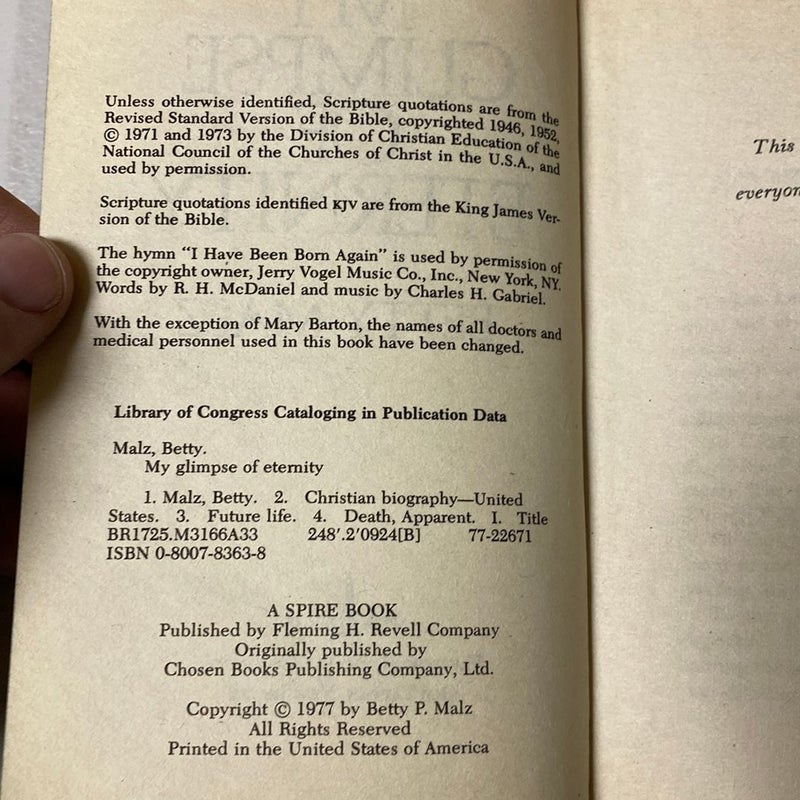 Unless otherwise identified, Scripture quotations are from the
Revised Standard Version of the Bible, copyrighted 1946, 1952,
© 1971 and 1973 by the Division of Christian Education of the
National Council of the Churches of Christ in the U.S.A., and
used by permission.
Scripture quotations identified KJV are from the King James Ver-
sion of the Bible.
The hymn “I Have Been Born Again” is used by permission of
the copyright owner, Jerry Vogel Music Co., Inc., New York, NY.
Words by R. H. McDaniel and music by Charles H. Gabriel.
With the exception of Mary Barton, the names of all doctors and
medical personnel used in this book have been changed.
Library of Congress Cataloging in Publication Data
Malz, Betty.
My glimpse of eternity
1. Malz, Betty. 2. Christian biography—United
States. 3. Future life. 4. Death, Apparent. I. Title
BR1725.M3166A33 248'.2'0924[B] 77-22671
ISBN 0-8007-8363-8
A SPIRE BOOK
Published by Fleming H. Revell Company
Originally published by
Chosen Books Publishing Company, Ltd.
Copyright © 1977 by Betty P. Malz
All Rights Reserved
Printed in the United States of America
This